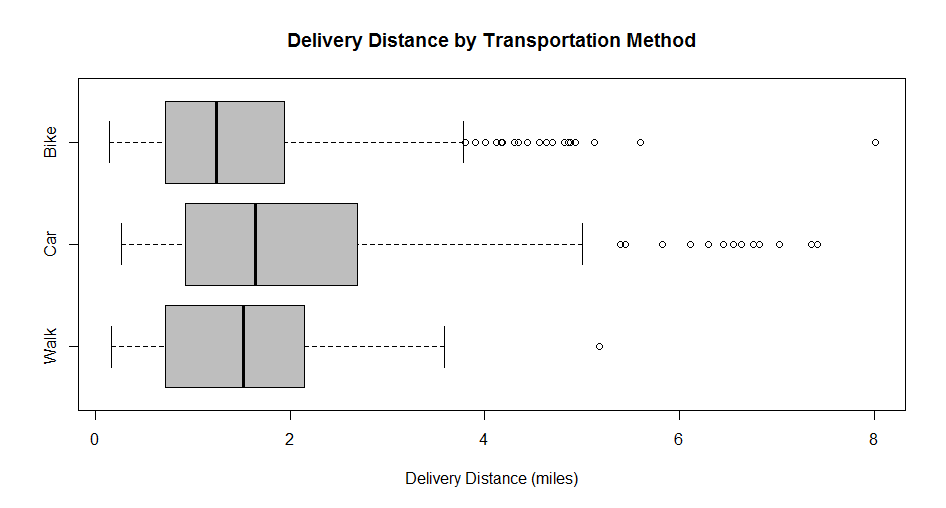 Delivery Distance by Transportation Method
Bike
Car
Walk
0 2 4 6 8
Delivery Distance (miles)